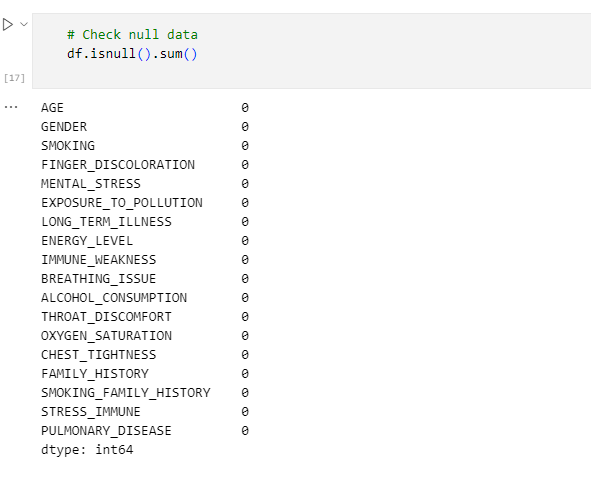 # Check null data
df.isnull().sum()
[17]
...
AGE 0
GENDER 0
SMOKING 0
FINGER_DISCOLORATION 0
MENTAL_STRESS 0
EXPOSURE_TO_POLLUTION 0
LONG_TERM_ILLNESS 0
ENERGY_LEVEL 0
IMMUNE_WEAKNESS 0
BREATHING_ISSUE 0
ALCOHOL_CONSUMPTION 0
THROAT_DISCOMFORT 0
OXYGEN_SATURATION 0
CHEST_TIGHTNESS 0
FAMILY_HISTORY 0
SMOKING_FAMILY_HISTORY 0
STRESS_IMMUNE 0
PULMONARY_DISEASE 0
dtype: int64